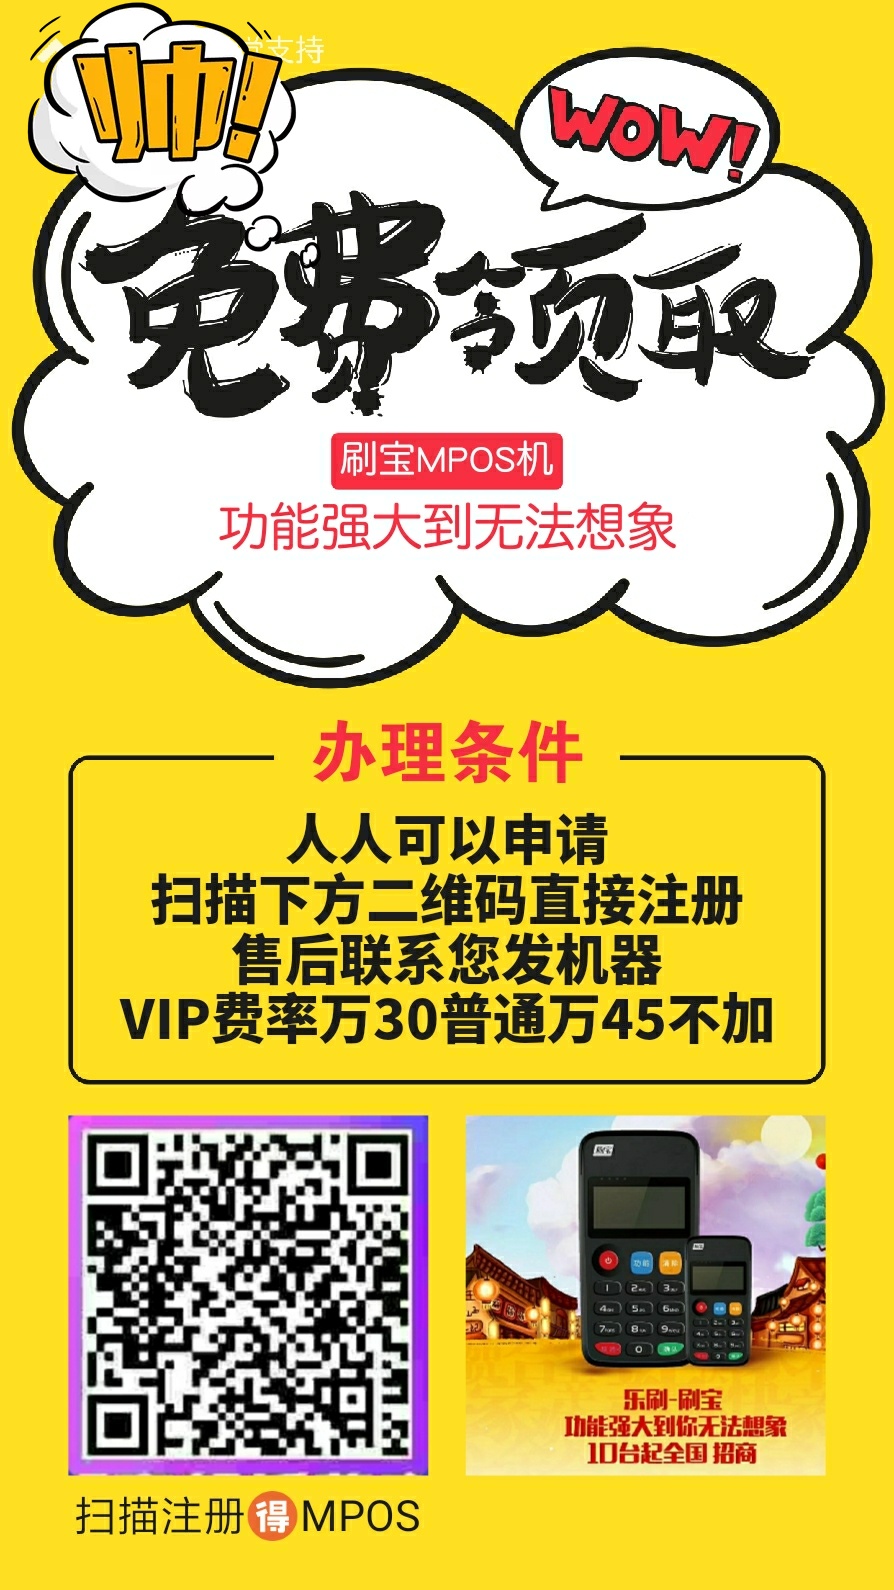 帅!
支持
WOW!
免费领取
刷宝MPOS机
功能强大到无法想象
办理条件
人人可以申请
扫描下方二维码直接注册
售后联系您发机器
VIP费率万30普通万45不加
乐刷-刷宝
功能强大到你无法想象
10台起全国 招商
扫描注册得MPOS